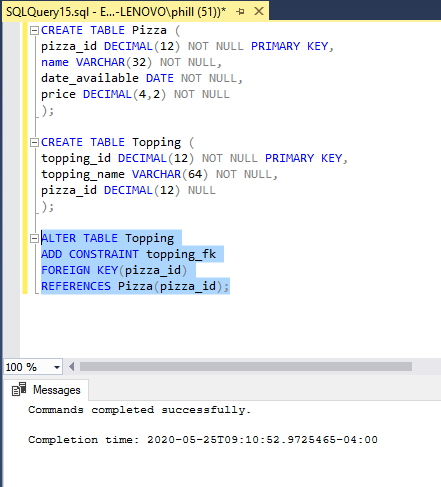 SQLQuery15.sql - E...-LENOVO\phill (51))*
CREATE TABLE Pizza (
pizza_id DECIMAL(12) NOT NULL PRIMARY KEY,
name VARCHAR(32) NOT NULL,
date_available DATE NOT NULL,
price DECIMAL(4,2) NOT NULL
);
CREATE TABLE Topping (
topping_id DECIMAL(12) NOT NULL PRIMARY KEY,
topping_name VARCHAR(64) NOT NULL,
pizza_id DECIMAL(12) NULL
);
ALTER TABLE Topping
ADD CONSTRAINT topping_fk
FOREIGN KEY(pizza_id)
REFERENCES Pizza(pizza_id);
100 %
Messages
Commands completed successfully.
Completion time: 2020-05-25T09:10:52.9725465-04:00